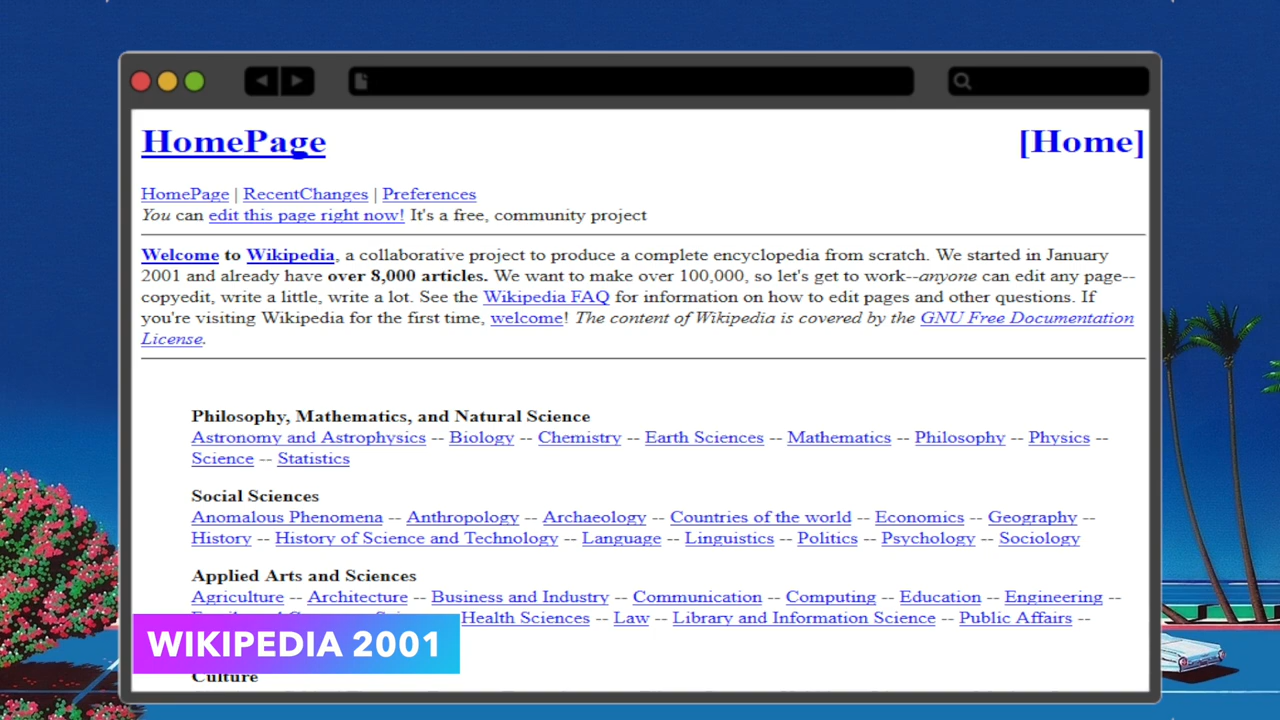 HomePage [Home]
HomePage | RecentChanges | Preferences
You can edit this page right now! It's a free, community project
Welcome to Wikipedia, a collaborative project to produce a complete encyclopedia from scratch. We started in January
2001 and already have over 8,000 articles. We want to make over 100,000, so let's get to work--anyone can edit any page--
copyedit, write a little, write a lot. See the Wikipedia FAQ for information on how to edit pages and other questions. If
you're visiting Wikipedia for the first time, welcome! The content of Wikipedia is covered by the GNU Free Documentation
License.
Philosophy, Mathematics, and Natural Science
Astronomy and Astrophysics -- Biology -- Chemistry -- Earth Sciences -- Mathematics -- Philosophy -- Physics --
Science -- Statistics
Social Sciences
Anomalous Phenomena -- Anthropology -- Archaeology -- Countries of the world -- Economics -- Geography --
History -- History of Science and Technology -- Language -- Linguistics -- Politics -- Psychology -- Sociology
Applied Arts and Sciences
Agriculture -- Architecture -- Business and Industry -- Communication -- Computing -- Education -- Engineering --
Health Sciences -- Law -- Library and Information Science -- Public Affairs --
WIKIPEDIA 2001
Culture